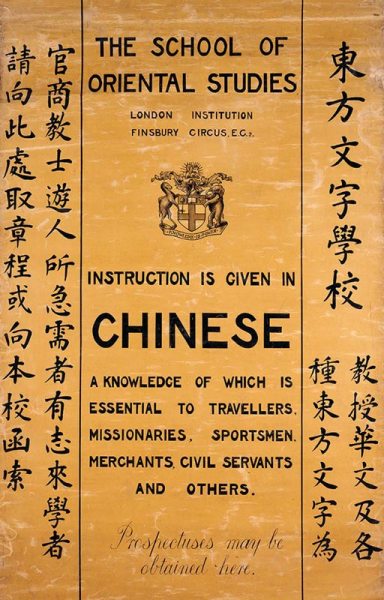 THE SCHOOL OF
ORIENTAL STUDIES
LONDON INSTITUTION
FINSBURY CIRCUS, E.C.2.
INSTRUCTION IS GIVEN IN
CHINESE
A KNOWLEDGE OF WHICH IS
ESSENTIAL TO TRAVELLERS,
MISSIONARIES, SPORTSMEN,
MERCHANTS, CIVIL SERVANTS
AND OTHERS.
Prospectuses may be
obtained here.
東方文字學校
教授華文及各
種東方文字為
官商教士遊人所急需者有志來學者
請向此處取章程或向本校函索